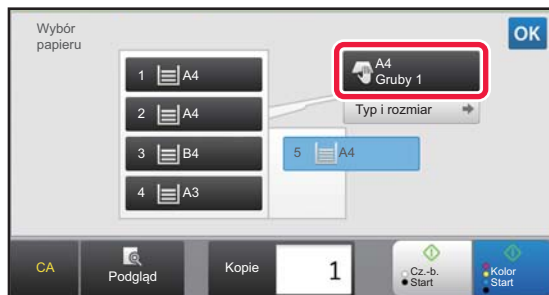 Wybór
papieru
OK
A4
Gruby 1
1 A4
Typ i rozmiar
2 A4
3 B4
5 A4
4 A3
CA
Podgląd
Kopie
1
Cz.-b.
Start
Kolor
Start